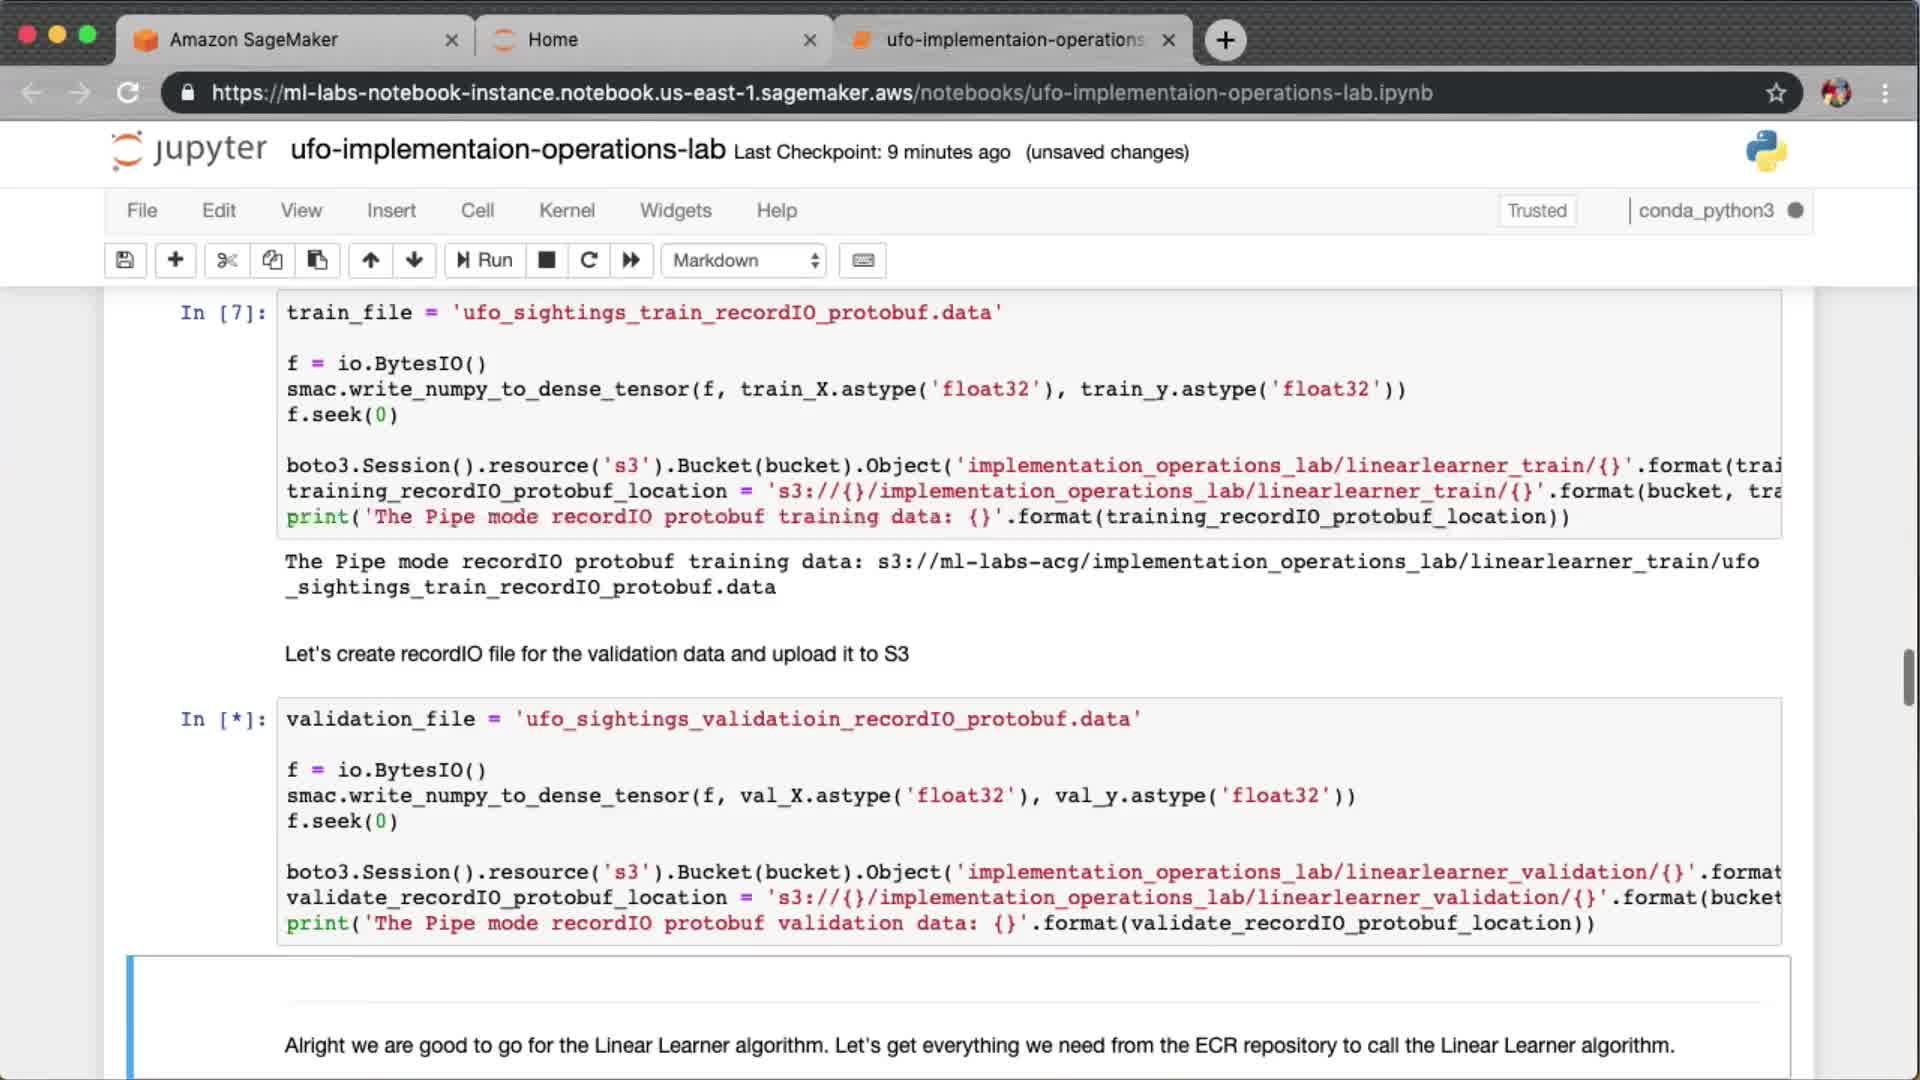 Amazon SageMaker
Home
ufo-implementaion-operations
https://ml-labs-notebook-instance.notebook.us-east-1.sagemaker.aws/notebooks/ufo-implementaion-operations-lab.ipynb
jupyter ufo-implementaion-operations-lab Last Checkpoint: 9 minutes ago (unsaved changes)
File Edit View Insert Cell Kernel Widgets Help Trusted conda_python3
Run Markdown
In [7]: train_file = 'ufo_sightings_train_recordIO_protobuf.data'
f = io.BytesIO()
smac.write_numpy_to_dense_tensor(f, train_X.astype('float32'), train_y.astype('float32'))
f.seek(0)
boto3.Session().resource('s3').Bucket(bucket).Object('implementation_operations_lab/linearlearner_train/{}'.format(trai
training_recordIO_protobuf_location = 's3://{}/implementation_operations_lab/linearlearner_train/{}'.format(bucket, tra
print('The Pipe mode recordIO protobuf training data: {}'.format(training_recordIO_protobuf_location))
The Pipe mode recordIO protobuf training data: s3://ml-labs-acg/implementation_operations_lab/linearlearner_train/ufo
_sightings_train_recordIO_protobuf.data
Let's create recordIO file for the validation data and upload it to S3
In [*]: validation_file = 'ufo_sightings_validatioin_recordIO_protobuf.data'
f = io.BytesIO()
smac.write_numpy_to_dense_tensor(f, val_X.astype('float32'), val_y.astype('float32'))
f.seek(0)
boto3.Session().resource('s3').Bucket(bucket).Object('implementation_operations_lab/linearlearner_validation/{}'.format
validate_recordIO_protobuf_location = 's3://{}/implementation_operations_lab/linearlearner_validation/{}'.format(bucket
print('The Pipe mode recordIO protobuf validation data: {}'.format(validate_recordIO_protobuf_location))
Alright we are good to go for the Linear Learner algorithm. Let's get everything we need from the ECR repository to call the Linear Learner algorithm.